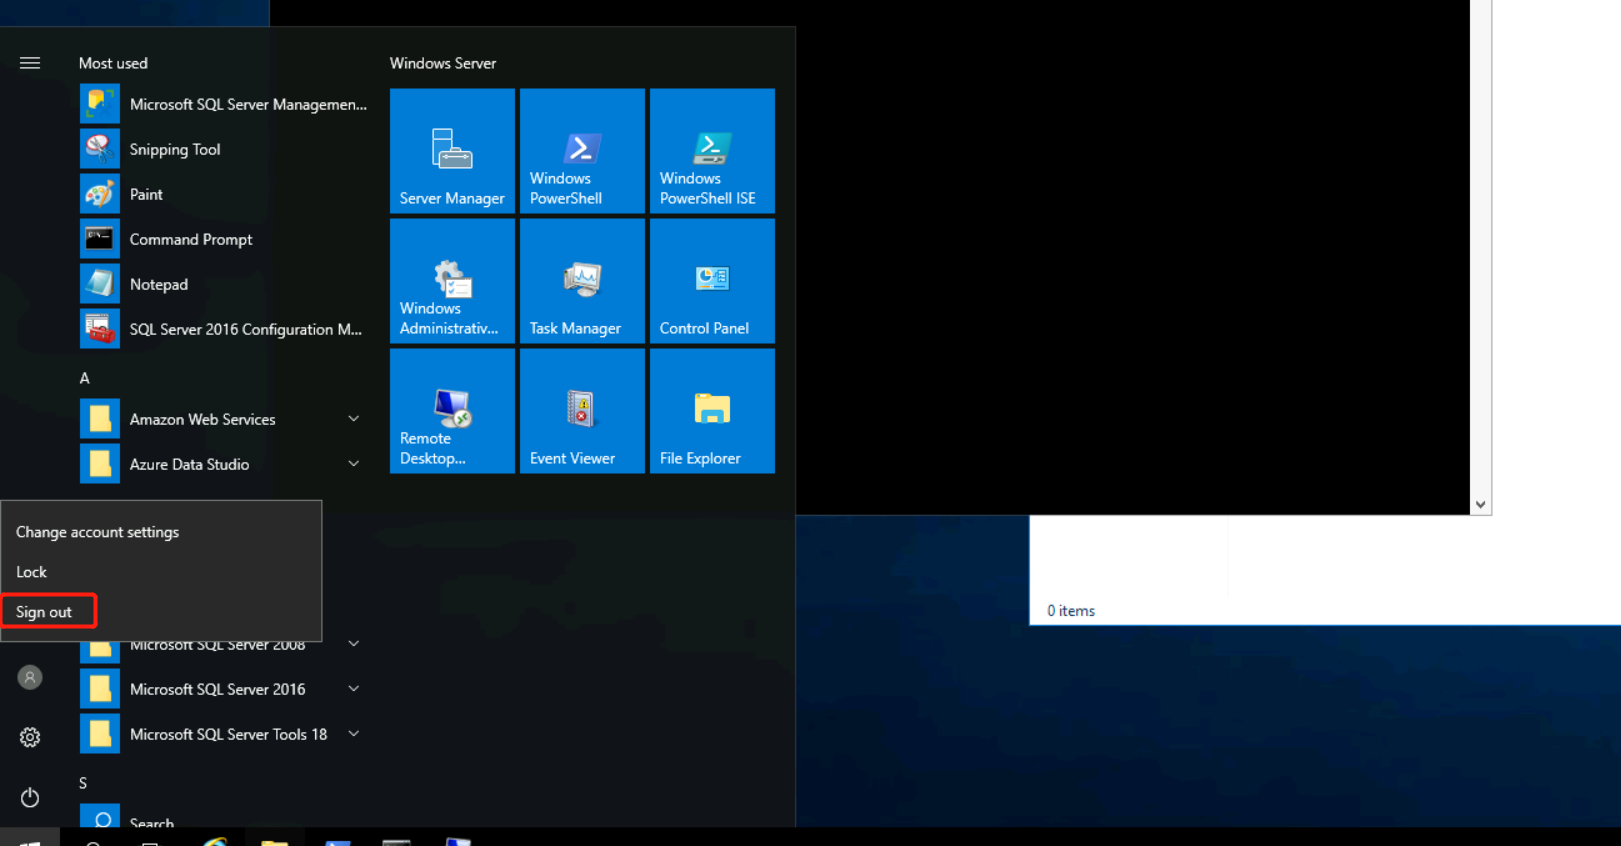 Most used
Microsoft SQL Server Managemen...
Snipping Tool
Paint
Command Prompt
Notepad
SQL Server 2016 Configuration M...
A
Amazon Web Services
Azure Data Studio
Change account settings
Lock
Sign out
Microsoft SQL Server 2008
Microsoft SQL Server 2016
Microsoft SQL Server Tools 18
S
Search
Windows Server
Server Manager
Windows
PowerShell
Windows
PowerShell ISE
Windows
Administrativ...
Task Manager
Control Panel
Remote
Desktop...
Event Viewer
File Explorer
0 items